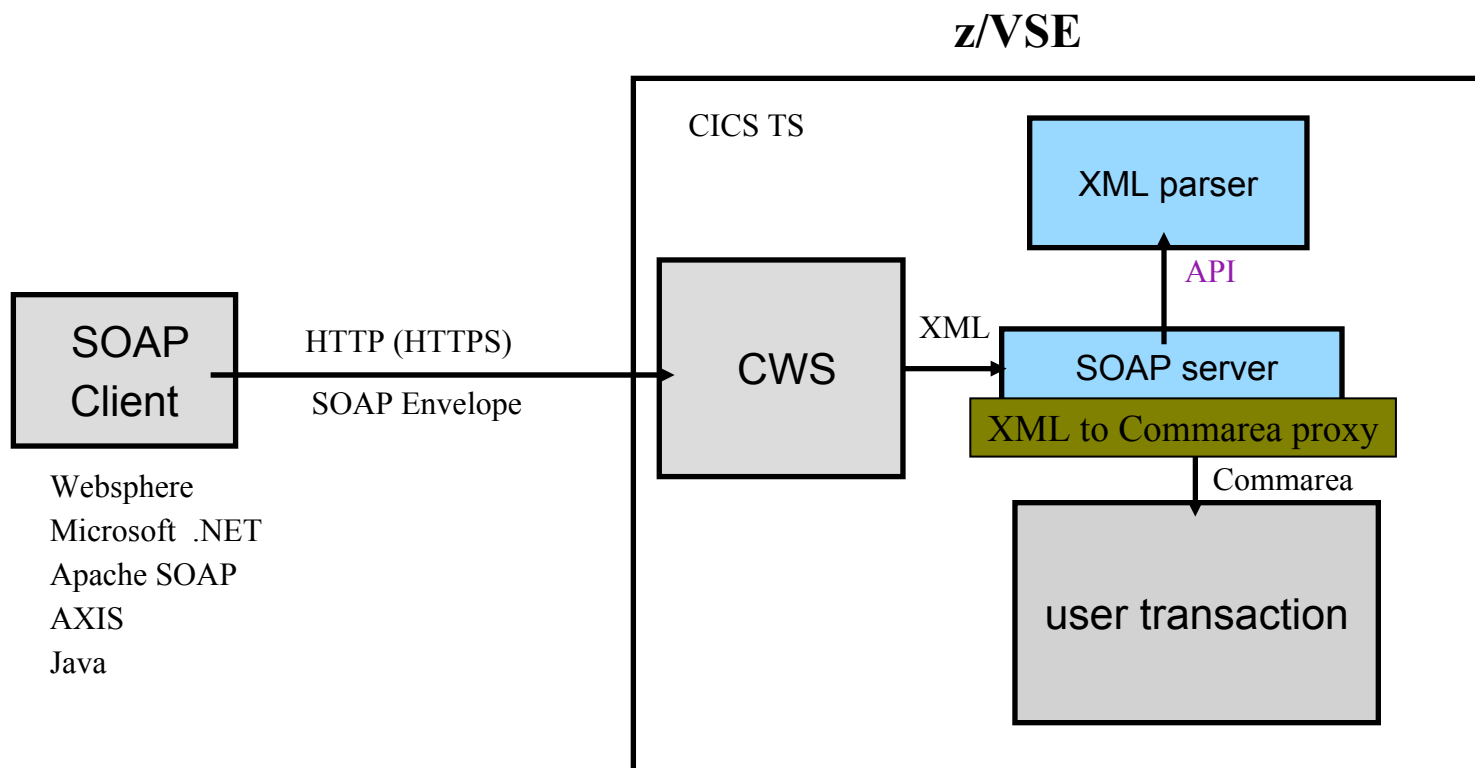 z/VSE
CICS TS
XML parser
API
SOAP
Client
HTTP (HTTPS)
SOAP Envelope
CWS
XML
SOAP server
XML to Commarea proxy
Commarea
user transaction
Websphere
Microsoft .NET
Apache SOAP
AXIS
Java